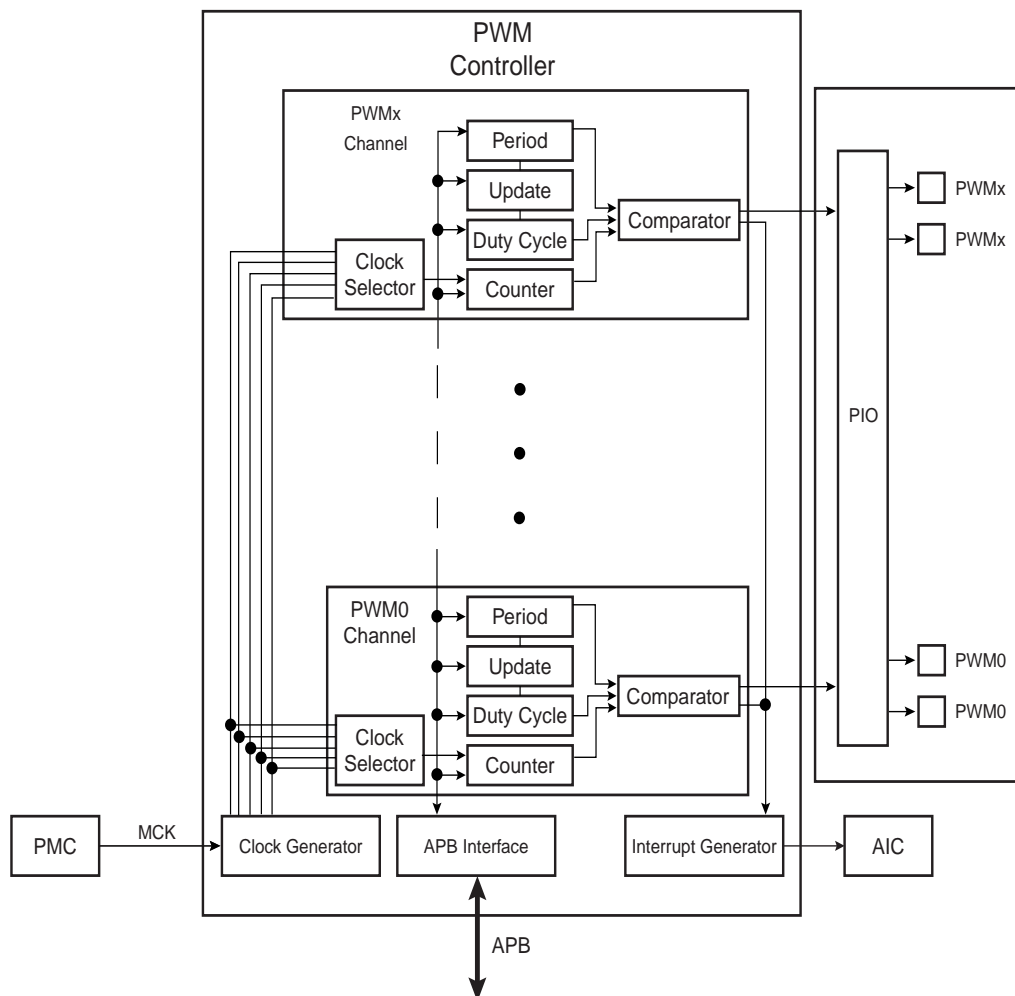 PWM
Controller
PWMx
Channel
Period
Update
Duty Cycle
Comparator
Clock
Selector
Counter
PWMx
PWMx
PIO
PWM0
Channel
Period
Update
Duty Cycle
Comparator
Clock
Selector
Counter
PWM0
PWM0
PMC
MCK
Clock Generator
APB Interface
Interrupt Generator
AIC
APB